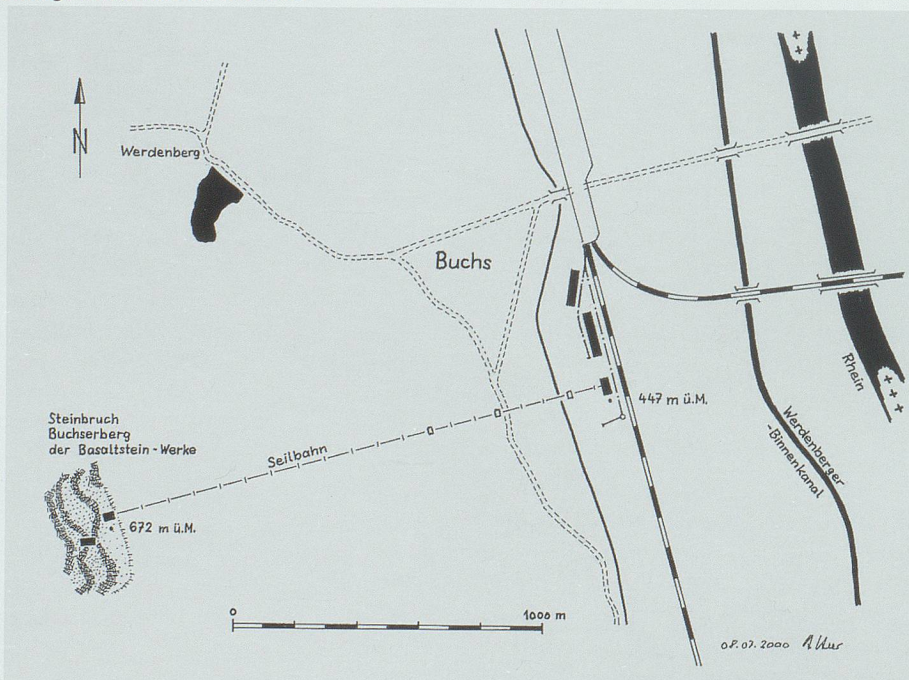 N
Werdenberg
Buchs
Rhein
447 m ü.M.
Werdenberger
-Binnenkanal
Steinbruch
Buchserberg
der Basaltstein-Werke
Seilbahn
672 m ü.M.
0
1000 m
08.07.2000